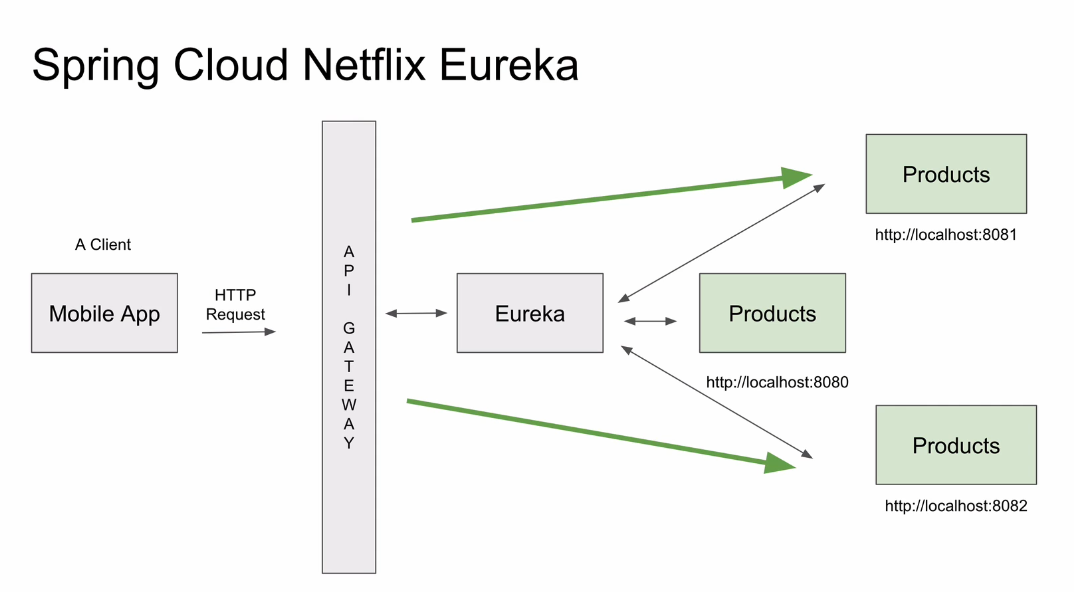 Spring Cloud Netflix Eureka
A Client
Mobile App
HTTP
Request
A
P
I
G
A
T
E
W
A
Y
Eureka
Products
http://localhost:8081
Products
http://localhost:8080
Products
http://localhost:8082